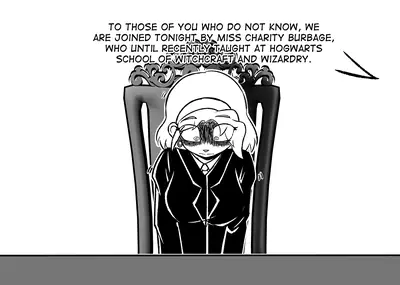 TO THOSE OF YOU WHO DO NOT KNOW, WE
ARE JOINED TONIGHT BY MISS CHARITY BURBAGE,
WHO UNTIL RECENTLY TAUGHT AT HOGWARTS
SCHOOL OF WITCHCRAFT AND WIZARDRY.